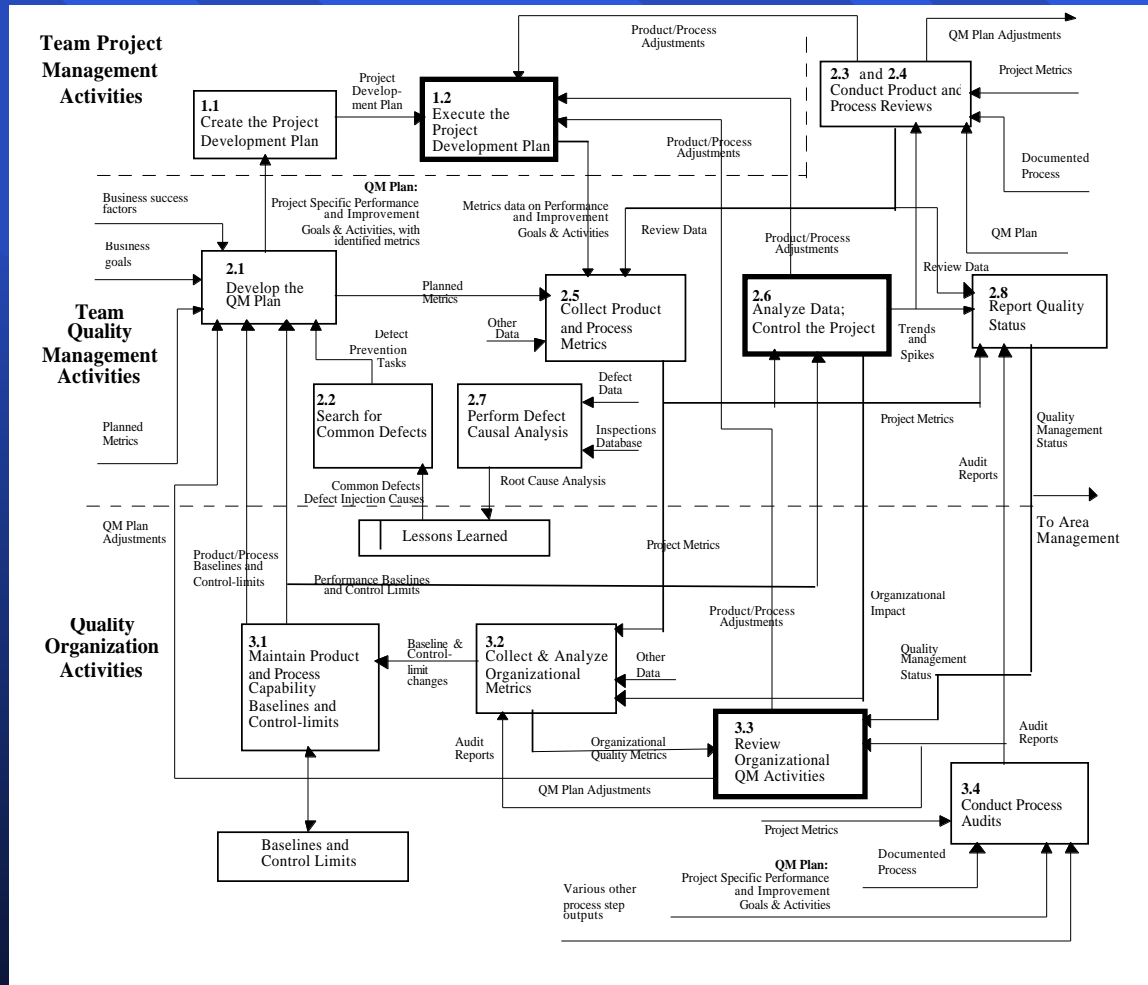 Team Project
Management
Activities
Product/Process
Adjustments
QM Plan Adjustments
Project Metrics
2.3 and 2.4
Conduct Product and
Process Reviews
Project
Develop-
ment Plan
1.1
Create the Project
Development Plan
1.2
Execute the
Project
Development Plan
Product/Process
Adjustments
Documented
Process
QM Plan
Business success
factors
QM Plan:
Project Specific Performance
and Improvement
Goals & Activities, with
identified metrics
Metrics data on Performance
and Improvement
Goals & Activities
Review Data
Product/Process
Adjustments
Review Data
Business
goals
2.1
Develop the
QM Plan
Planned
Metrics
2.5
Collect Product
and Process
Metrics
Other
Data
2.6
Analyze Data;
Control the Project
Trends
and
Spikes
2.8
Report Quality
Status
Team
Quality
Management
Activities
Defect
Prevention
Tasks
2.2
Search for
Common Defects
2.7
Perform Defect
Causal Analysis
Defect
Data
Inspections
Database
Project Metrics
Quality
Management
Status
Planned
Metrics
Audit
Reports
Common Defects
Defect Injection Causes
Root Cause Analysis
Lessons Learned
To Area
Management
QM Plan
Adjustments
Product/Process
Baselines and
Control-limits
Project Metrics
Performance Baselines
and Control Limits
Organizational
Impact
Quality
Organization
Activities
Product/Process
Adjustments
3.1
Maintain Product
and Process
Capability
Baselines and
Control-limits
Baseline &
Control-
limit
changes
3.2
Collect & Analyze
Organizational
Metrics
Other
Data
Quality
Management
Status
3.3
Review
Organizational
QM Activities
Audit
Reports
Organizational
Quality Metrics
Audit
Reports
QM Plan Adjustments
3.4
Conduct Process
Audits
Project Metrics
Baselines and
Control Limits
QM Plan:
Project Specific Performance
and Improvement
Goals & Activities
Documented
Process
Various other
process step
outputs